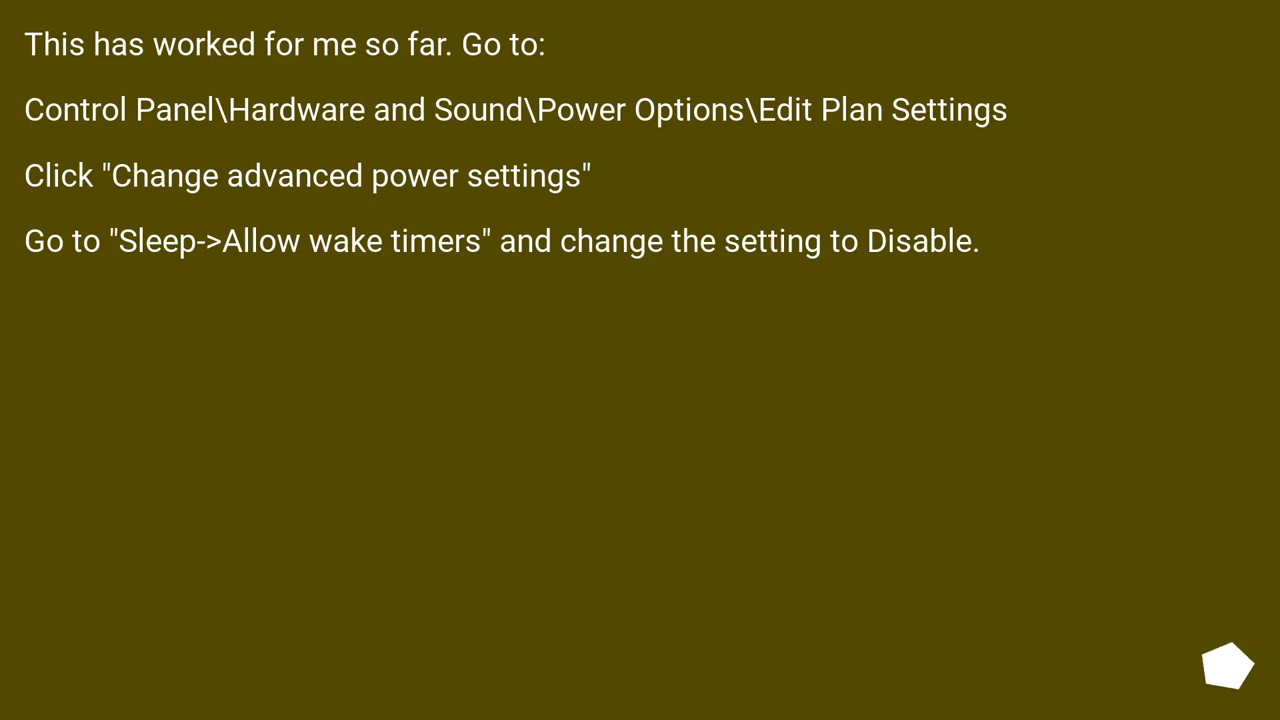 This has worked for me so far. Go to:
Control Panel\Hardware and Sound\Power Options\Edit Plan Settings
Click "Change advanced power settings"
Go to "Sleep->Allow wake timers" and change the setting to Disable.